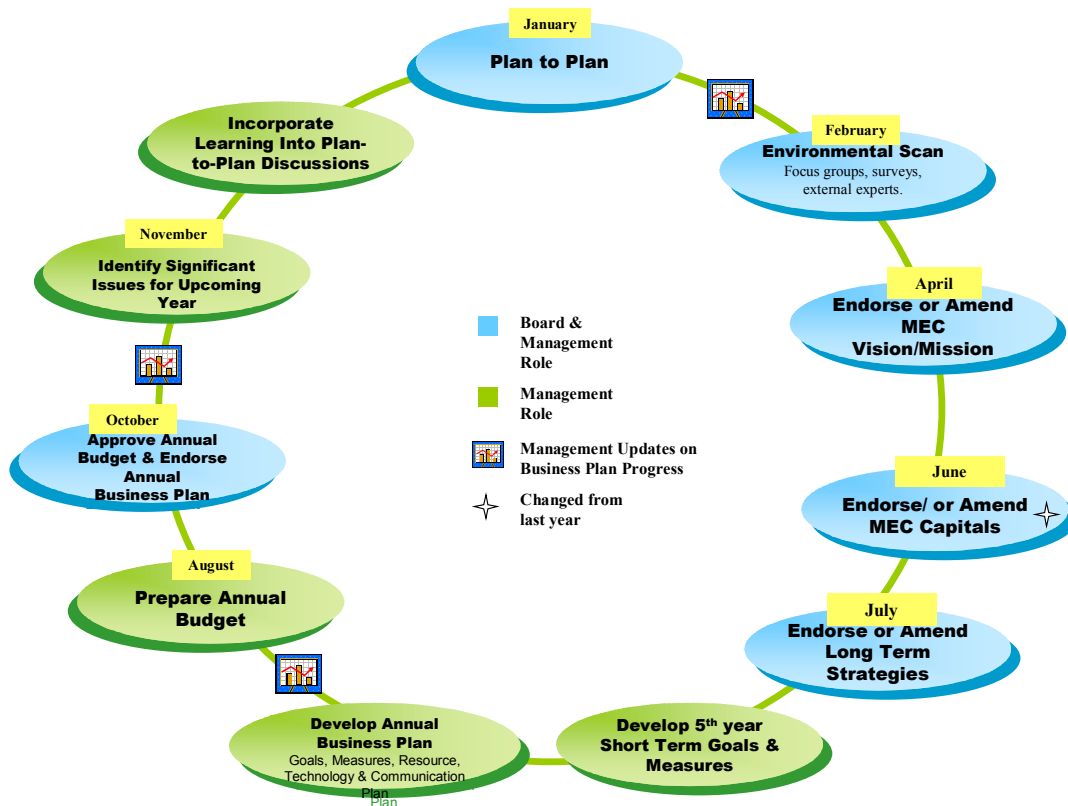 January
Plan to Plan
February
Environmental Scan
Focus groups, surveys,
external experts.
April
Endorse or Amend
MEC
Vision/Mission
June
Endorse/ or Amend
MEC Capitals
July
Endorse or Amend
Long Term
Strategies
Develop 5th year
Short Term Goals &
Measures
Develop Annual
Business Plan
Goals, Measures, Resource,
Technology & Communication
Plan
Plan
August
Prepare Annual
Budget
October
Approve Annual
Budget & Endorse
Annual
Business Plan
November
Identify Significant
Issues for Upcoming
Year
Incorporate
Learning Into Plan-
to-Plan Discussions
Board &
Management
Role
Management
Role
Management Updates on
Business Plan Progress
Changed from
last year